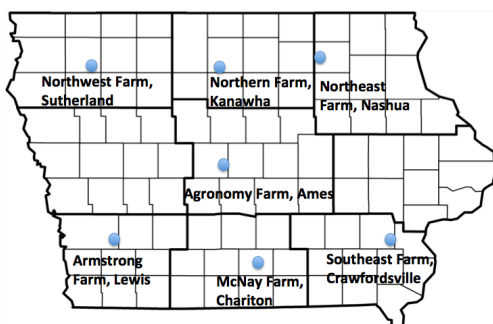 Northwest Farm,
Sutherland
Northern Farm,
Kanawha
Northeast
Farm, Nashua
Agronomy Farm, Ames
Armstrong
Farm, Lewis
McNay Farm,
Chariton
Southeast Farm,
Crawfordsville